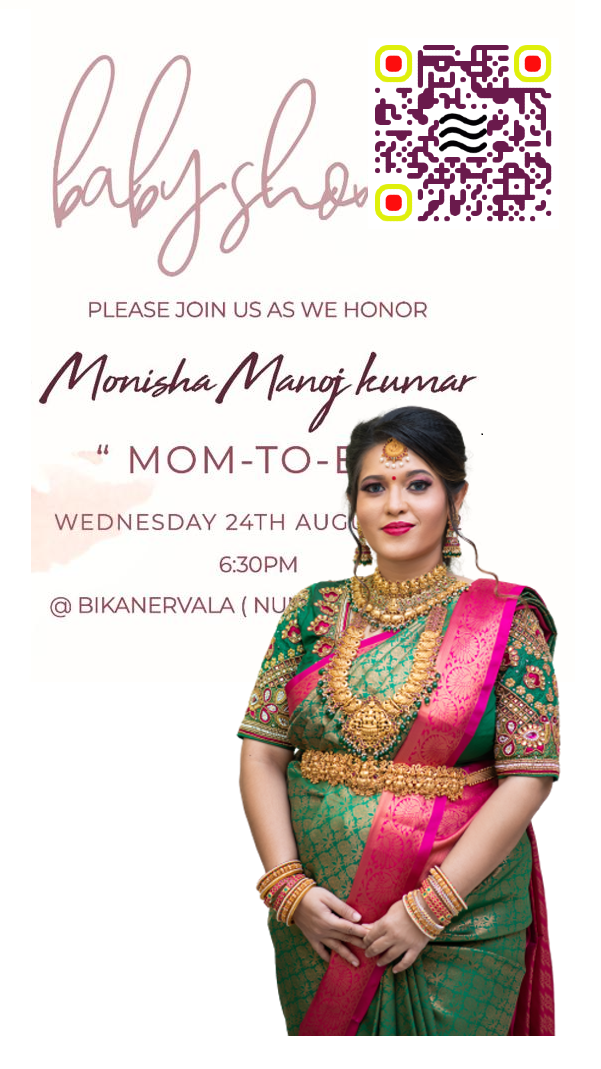 baby sho
PLEASE JOIN US AS WE HONOR
Monisha Manoj kumar
“ MOM-TO-
WEDNESDAY 24TH AUG
6:30PM
@ BIKANERVALA (